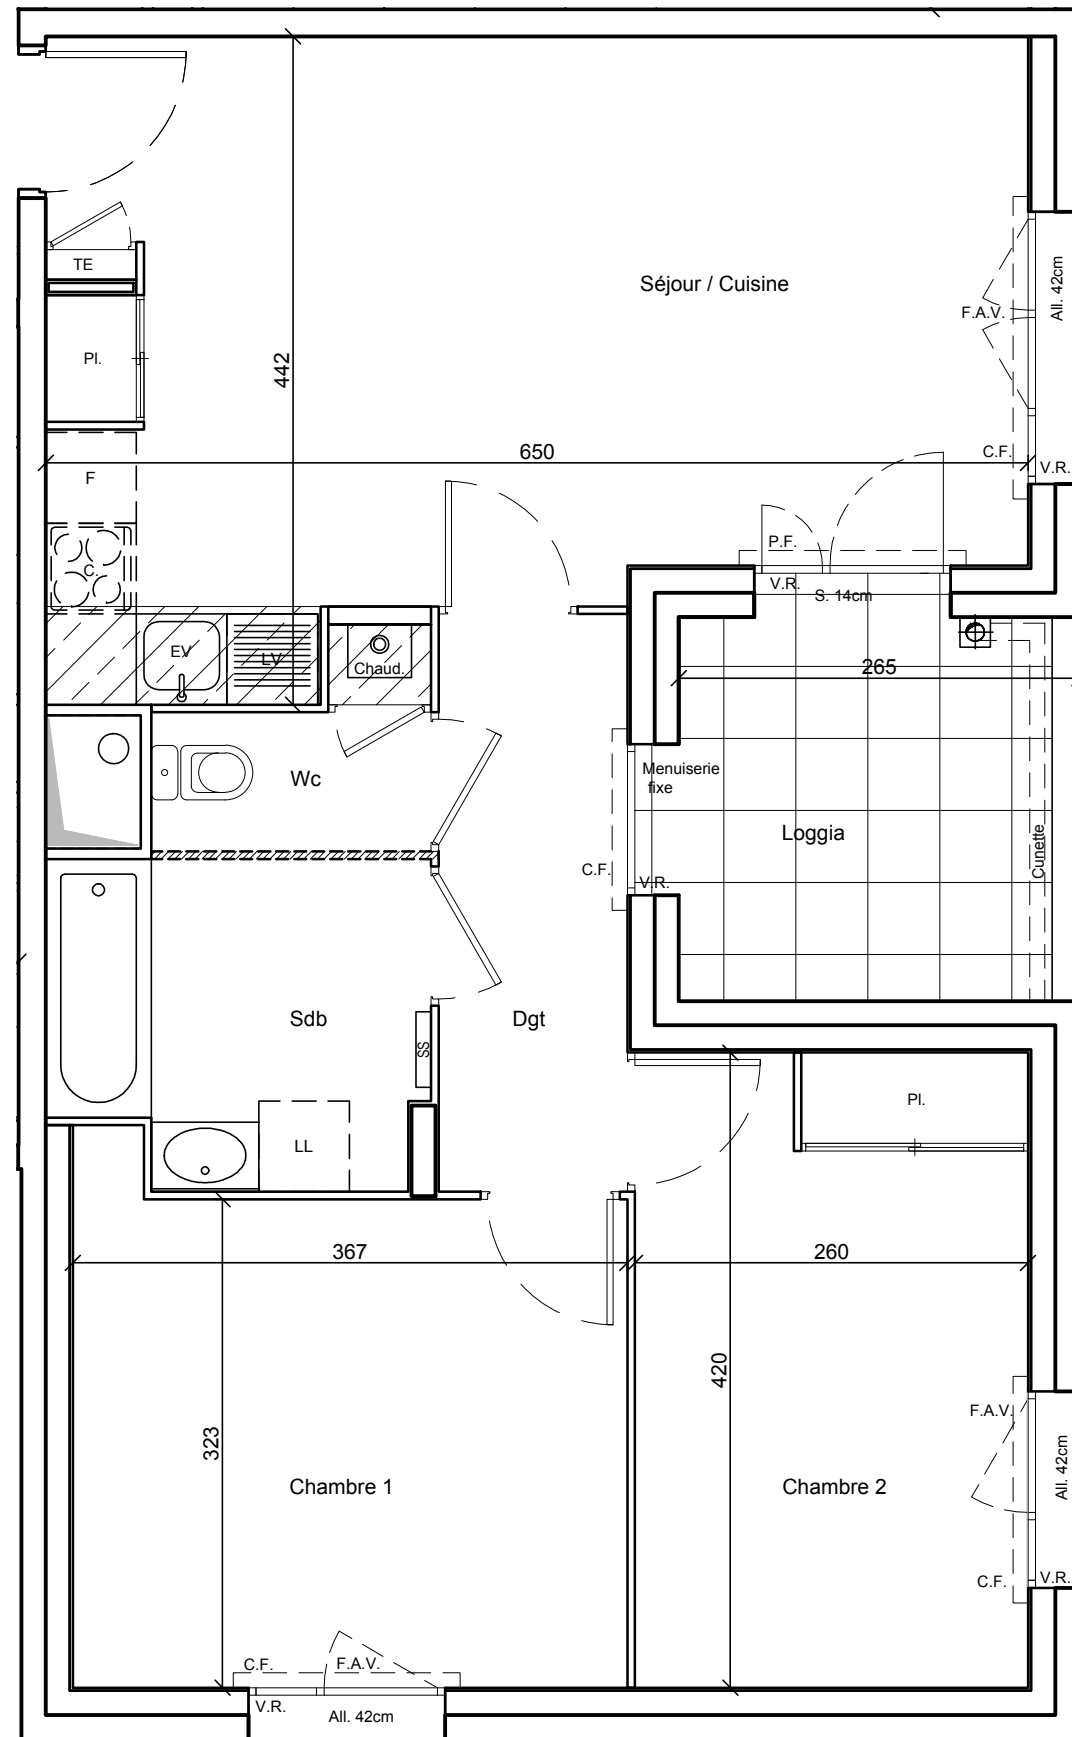 TE
Séjour / Cuisine
All. 42cm
F.A.V.
Pl.
442
650
C.F.
V.R.
F
C.
P.F.
V.R.
S. 14cm
EV
LV
Chaud.
265
Wc
Menuiserie
fixe
Loggia
Cunette
C.F.
V.R.
Sdb
Dgt
SS
Pl.
LL
367
260
420
323
F.A.V.
All. 42cm
Chambre 1
Chambre 2
C.F.
V.R.
C.F.
F.A.V.
V.R.
All. 42cm